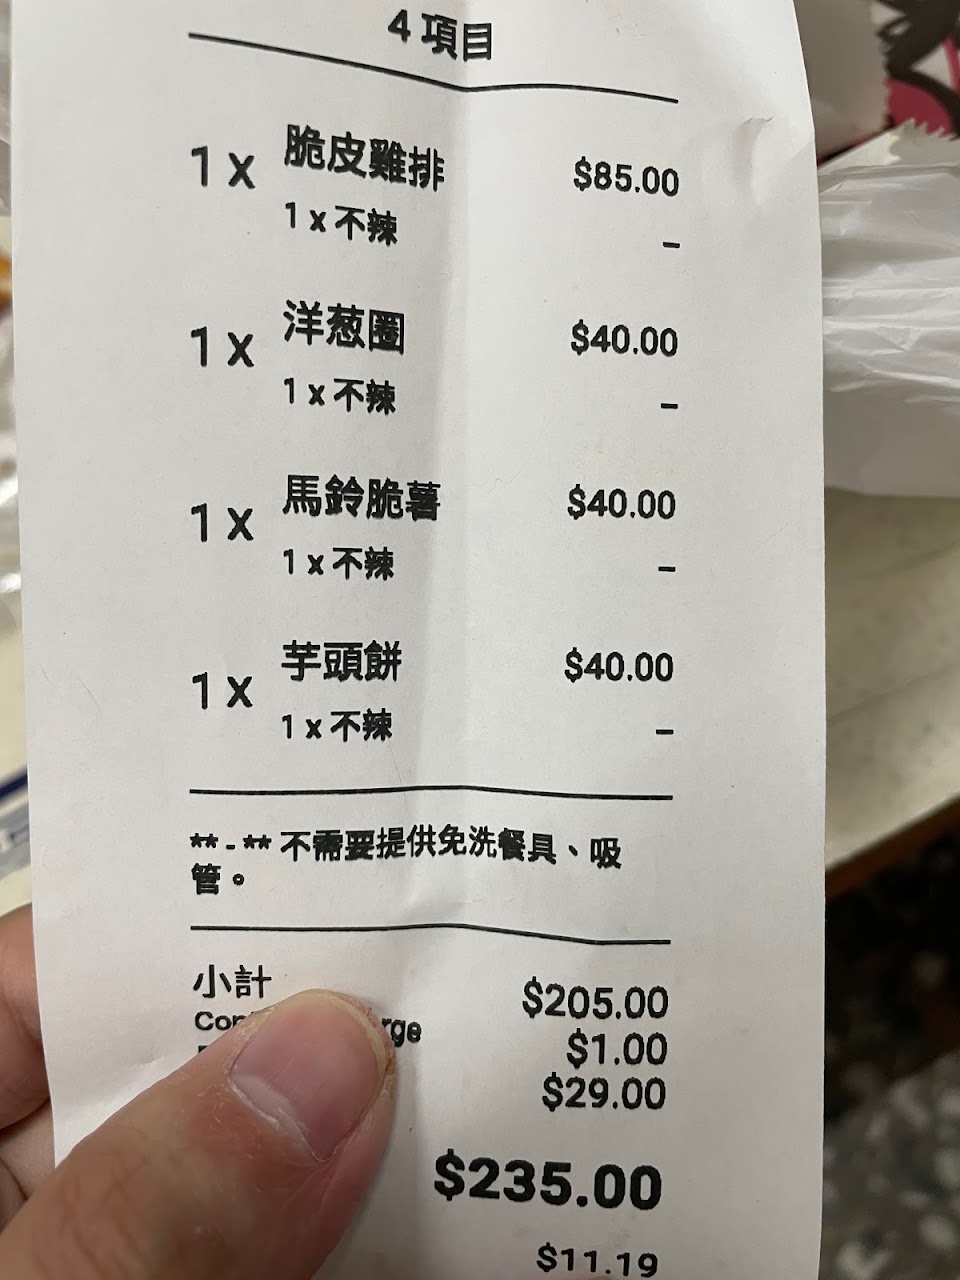 4 項目
1 x 脆皮雞排 $85.00
1 x 不辣 –
1 x 洋葱圈 $40.00
1 x 不辣 –
1 x 馬鈴脆薯 $40.00
1 x 不辣 –
1 x 芋頭餅 $40.00
1 x 不辣 –
** - ** 不需要提供免洗餐具、吸
管。
小計 $205.00
$1.00
$29.00
$235.00
$11.19